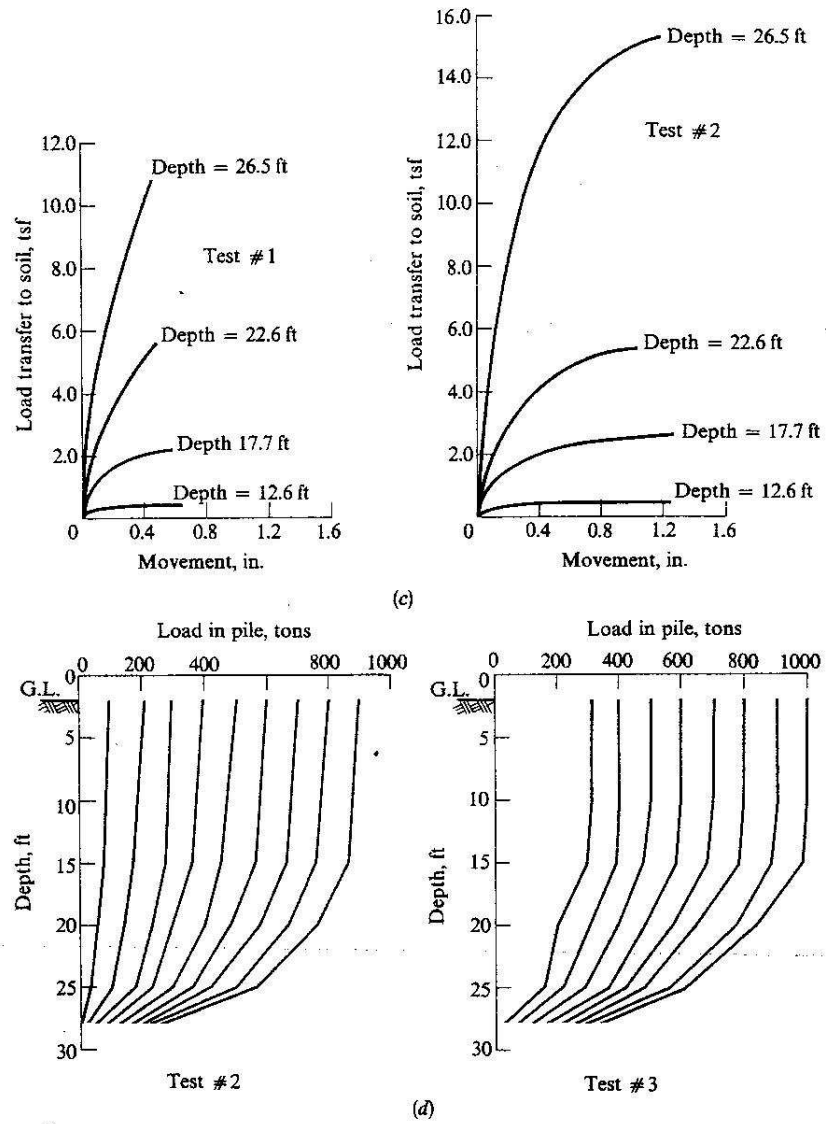 12.0
10.0
8.0
6.0
4.0
2.0
0
0.4 0.8 1.2 1.6
Movement, in.
Load transfer to soil, tsf
Depth = 26.5 ft
Test #1
Depth = 22.6 ft
Depth 17.7 ft
Depth = 12.6 ft
16.0
14.0
12.0
10.0
8.0
6.0
4.0
2.0
0
0.4 0.8 1.2 1.6
Movement, in.
Load transfer to soil, tsf
Depth = 26.5 ft
Test #2
Depth = 22.6 ft
Depth = 17.7 ft
Depth = 12.6 ft
(c)
Load in pile, tons
0 200 400 600 800 1000
0
G.L.
5
10
15
20
25
30
Depth, ft
Test #2
Load in pile, tons
0 200 400 600 800 1000
0
G.L.
5
10
15
20
25
30
Depth, ft
Test #3
(d)